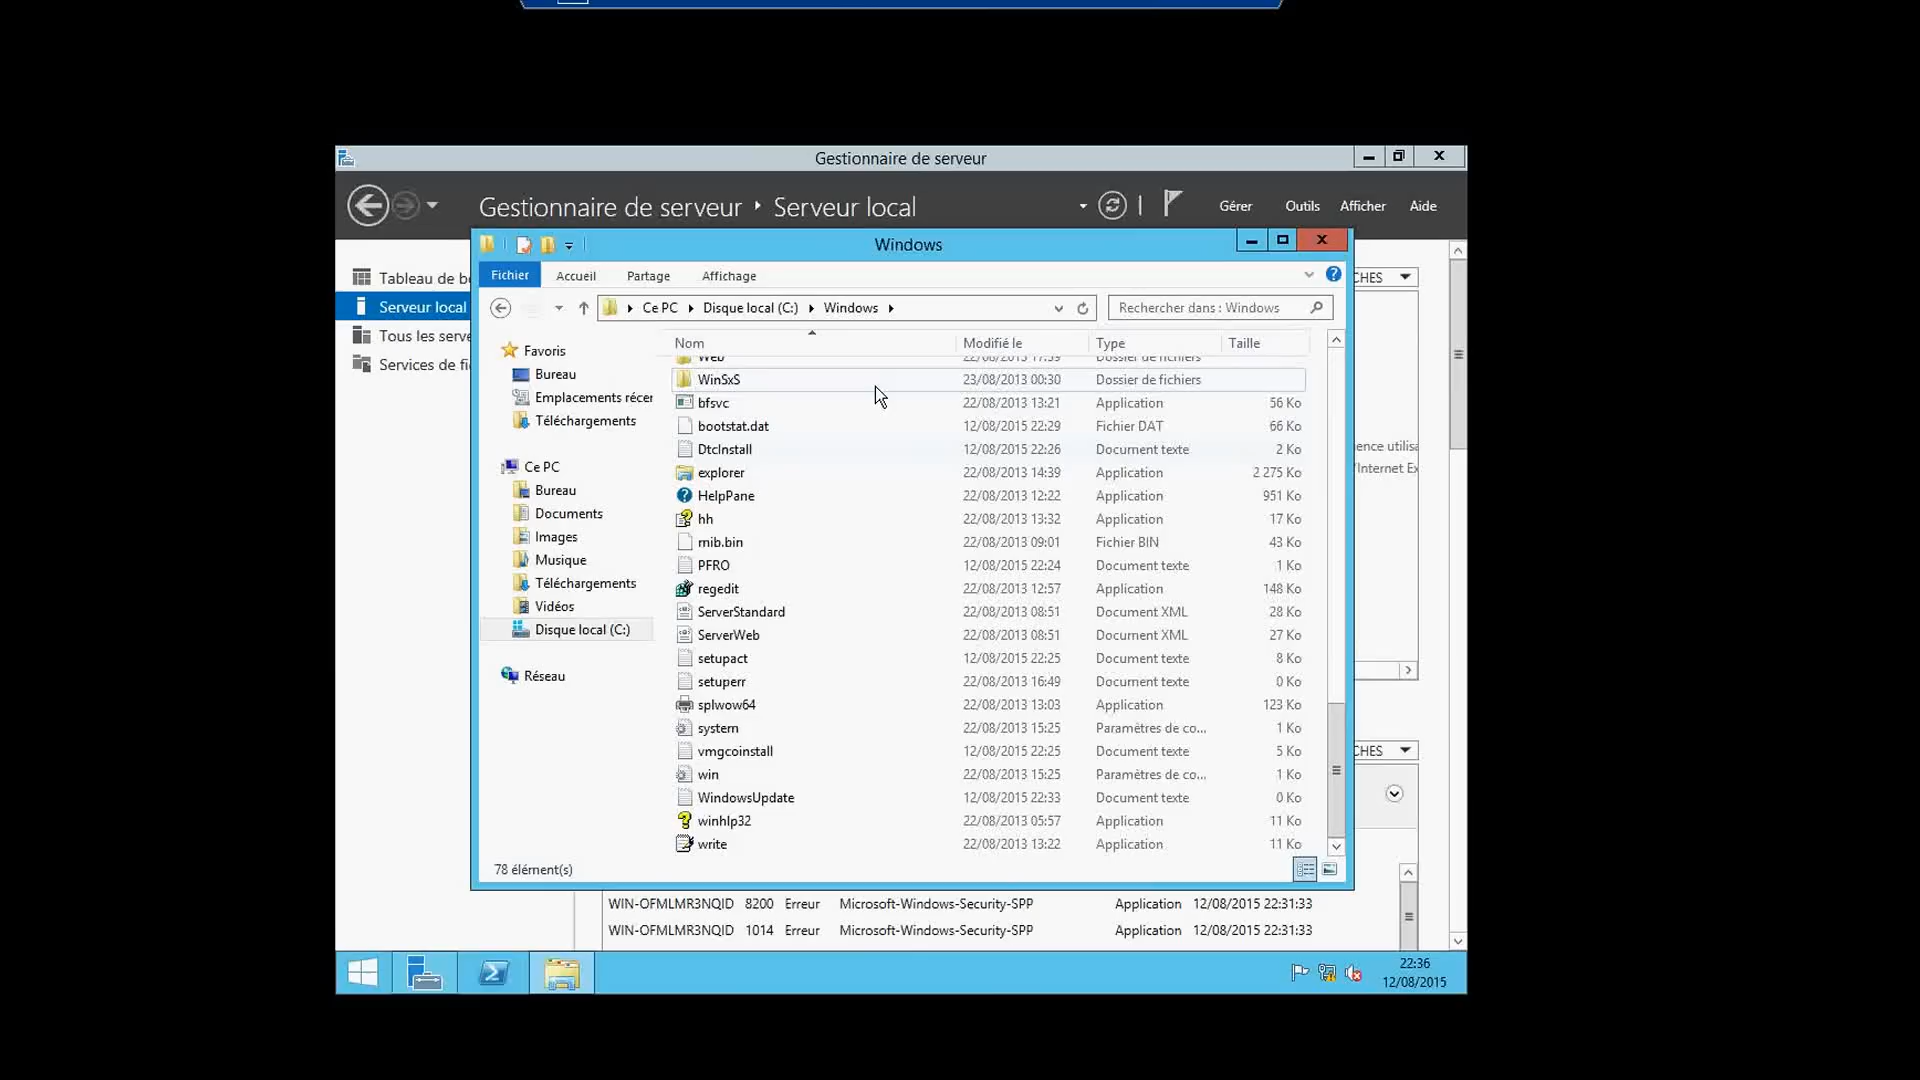 Gestionnaire de serveur
Gestionnaire de serveur ‣ Serveur local
Gérer Outils Afficher Aide
Tableau de b
Serveur local
Tous les serve
Services de fi
CHES
ence utilisa
Internet Ex
CHES
Windows
Fichier Accueil Partage Affichage
Ce PC Disque local (C:) Windows
Rechercher dans : Windows
Favoris
Bureau
Emplacements récer
Téléchargements
Ce PC
Bureau
Documents
Images
Musique
Téléchargements
Vidéos
Disque local (C:)
Réseau
Nom Modifié le Type Taille
Web 22/08/2013 17:39 Dossier de fichiers
WinSxS 23/08/2013 00:30 Dossier de fichiers
bfsvc 22/08/2013 13:21 Application 56 Ko
bootstat.dat 12/08/2015 22:29 Fichier DAT 66 Ko
DtcInstall 12/08/2015 22:26 Document texte 2 Ko
explorer 22/08/2013 14:39 Application 2 275 Ko
HelpPane 22/08/2013 12:22 Application 951 Ko
hh 22/08/2013 13:32 Application 17 Ko
mib.bin 22/08/2013 09:01 Fichier BIN 43 Ko
PFRO 12/08/2015 22:24 Document texte 1 Ko
regedit 22/08/2013 12:57 Application 148 Ko
ServerStandard 22/08/2013 08:51 Document XML 28 Ko
ServerWeb 22/08/2013 08:51 Document XML 27 Ko
setupact 12/08/2015 22:25 Document texte 8 Ko
setuperr 22/08/2013 16:49 Document texte 0 Ko
splwow64 22/08/2013 13:03 Application 123 Ko
system 22/08/2013 15:25 Paramètres de co... 1 Ko
vmgcoinstall 12/08/2015 22:25 Document texte 5 Ko
win 22/08/2013 15:25 Paramètres de co... 1 Ko
WindowsUpdate 12/08/2015 22:33 Document texte 0 Ko
winhlp32 22/08/2013 05:57 Application 11 Ko
write 22/08/2013 13:22 Application 11 Ko
78 élément(s)
WIN-OFMLMR3NQID 8200 Erreur Microsoft-Windows-Security-SPP Application 12/08/2015 22:31:33
WIN-OFMLMR3NQID 1014 Erreur Microsoft-Windows-Security-SPP Application 12/08/2015 22:31:33
22:36
12/08/2015